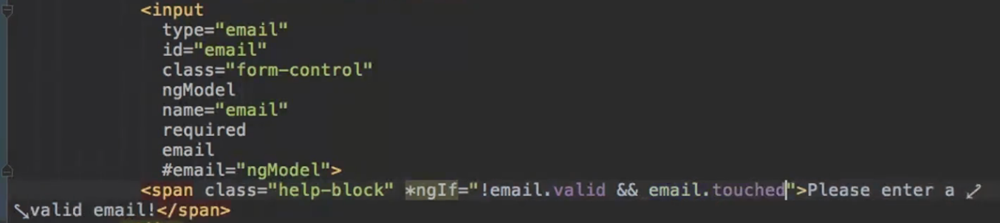 <input
type="email"
id="email"
class="form-control"
ngModel
name="email"
required
email
#email="ngModel">
<span class="help-block" *ngIf="!email.valid && email.touched">Please enter a
valid email!</span>